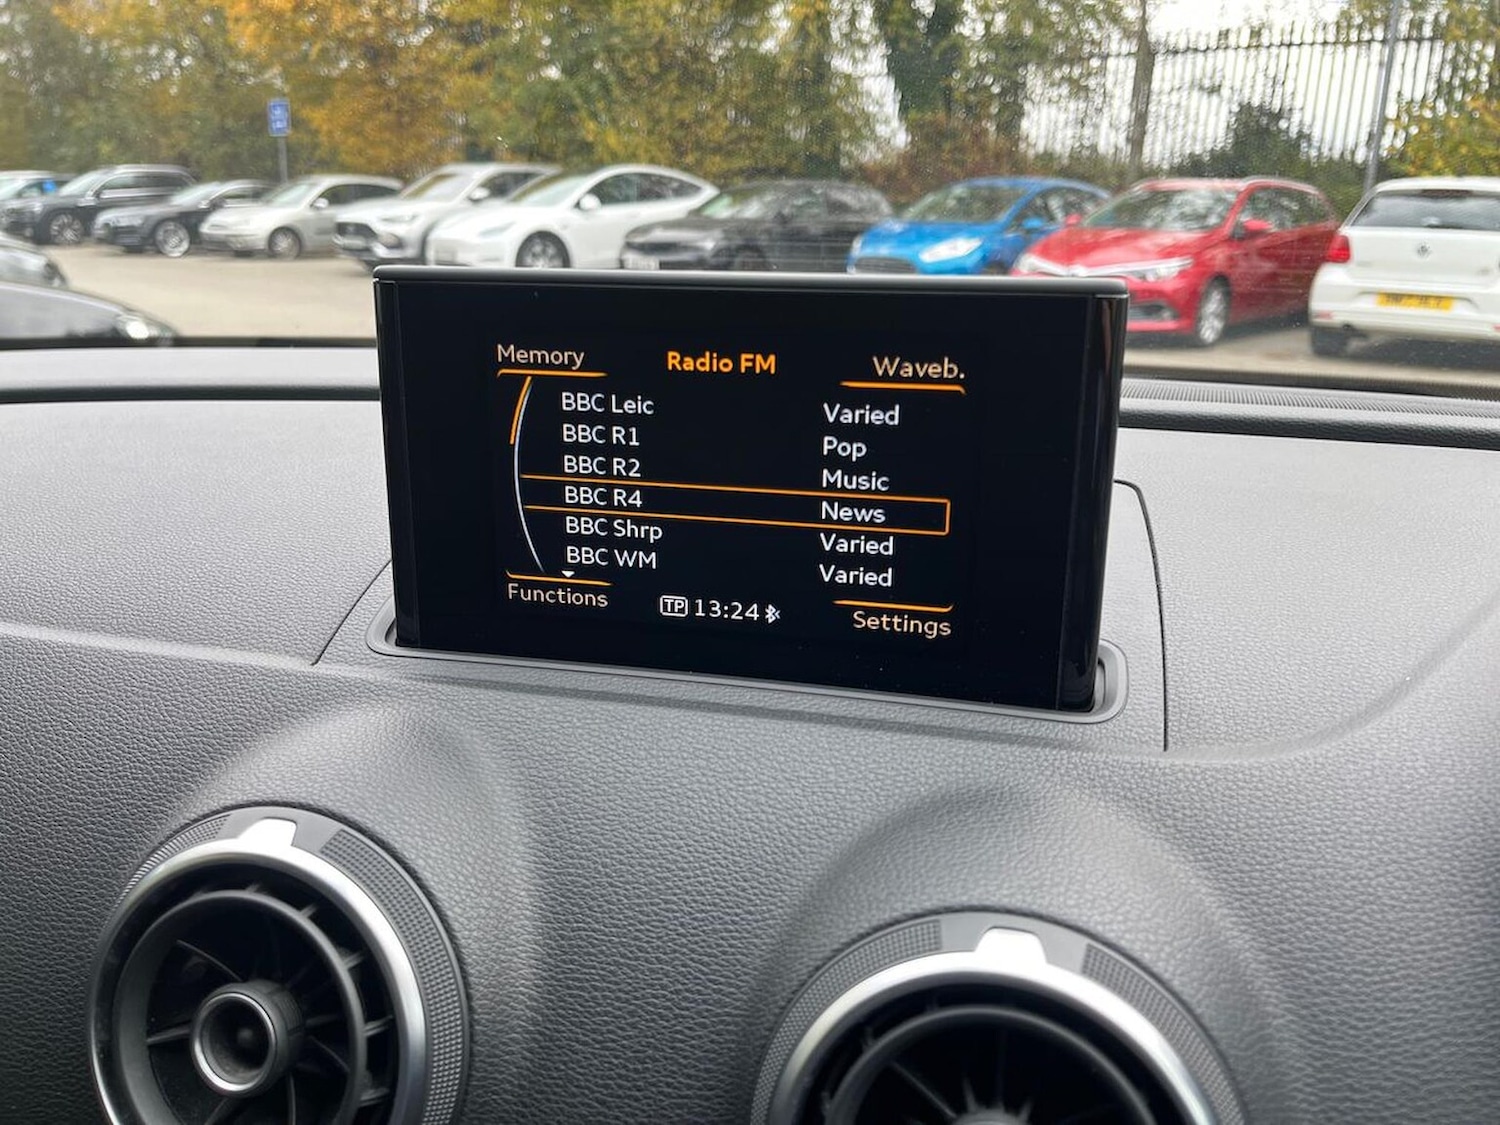 Memory Radio FM Waveb.
BBC Leic Varied
BBC R1 Pop
BBC R2 Music
BBC R4 News
BBC Shrp Varied
BBC WM Varied
Functions TP 13:24 Settings